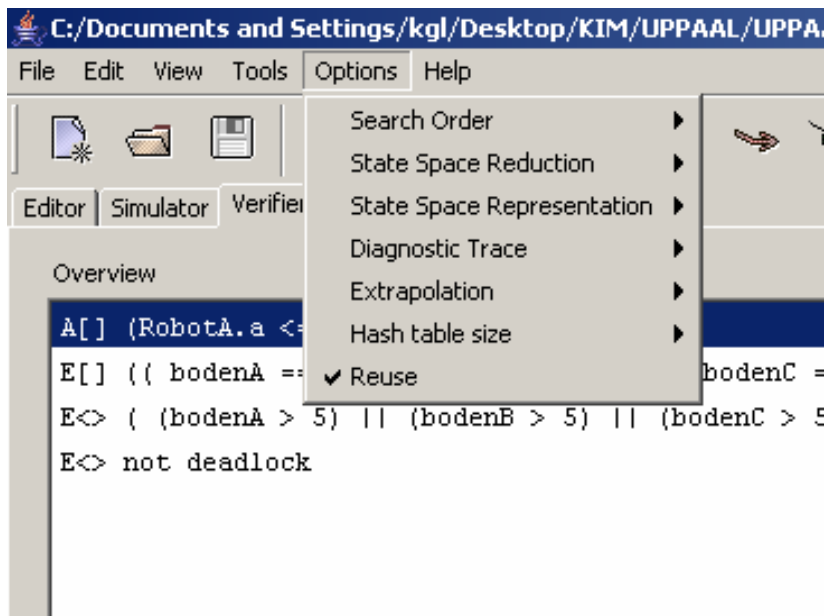 C:/Documents and Settings/kgl/Desktop/KIM/UPPAAL/UPPA
File Edit View Tools Options Help
Search Order
State Space Reduction
State Space Representation
Diagnostic Trace
Extrapolation
Hash table size
Reuse
Editor Simulator Verifier
Overview
A[] (RobotA.a <=
E[] (( bodenA == bodenC =
E<> ( (bodenA > 5) || (bodenB > 5) || (bodenC > 5
E<> not deadlock